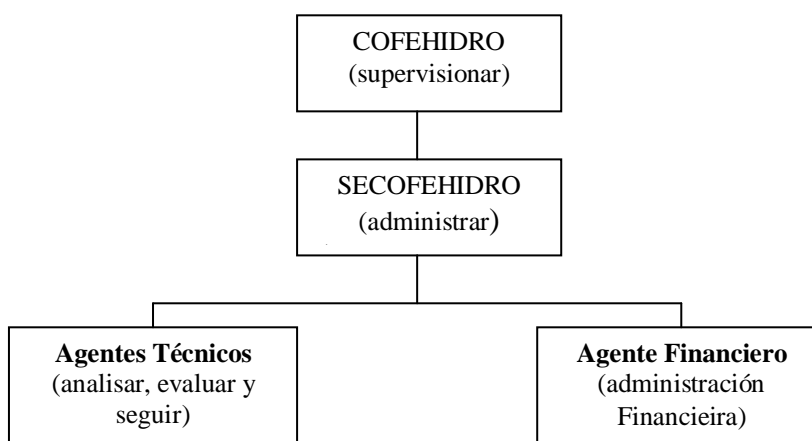 COFEHIDRO
(supervisionar)
SECOFEHIDRO
(administrar)
Agentes Técnicos
(analisar, evaluar y
seguir)
Agente Financiero
(administración
Financieira)